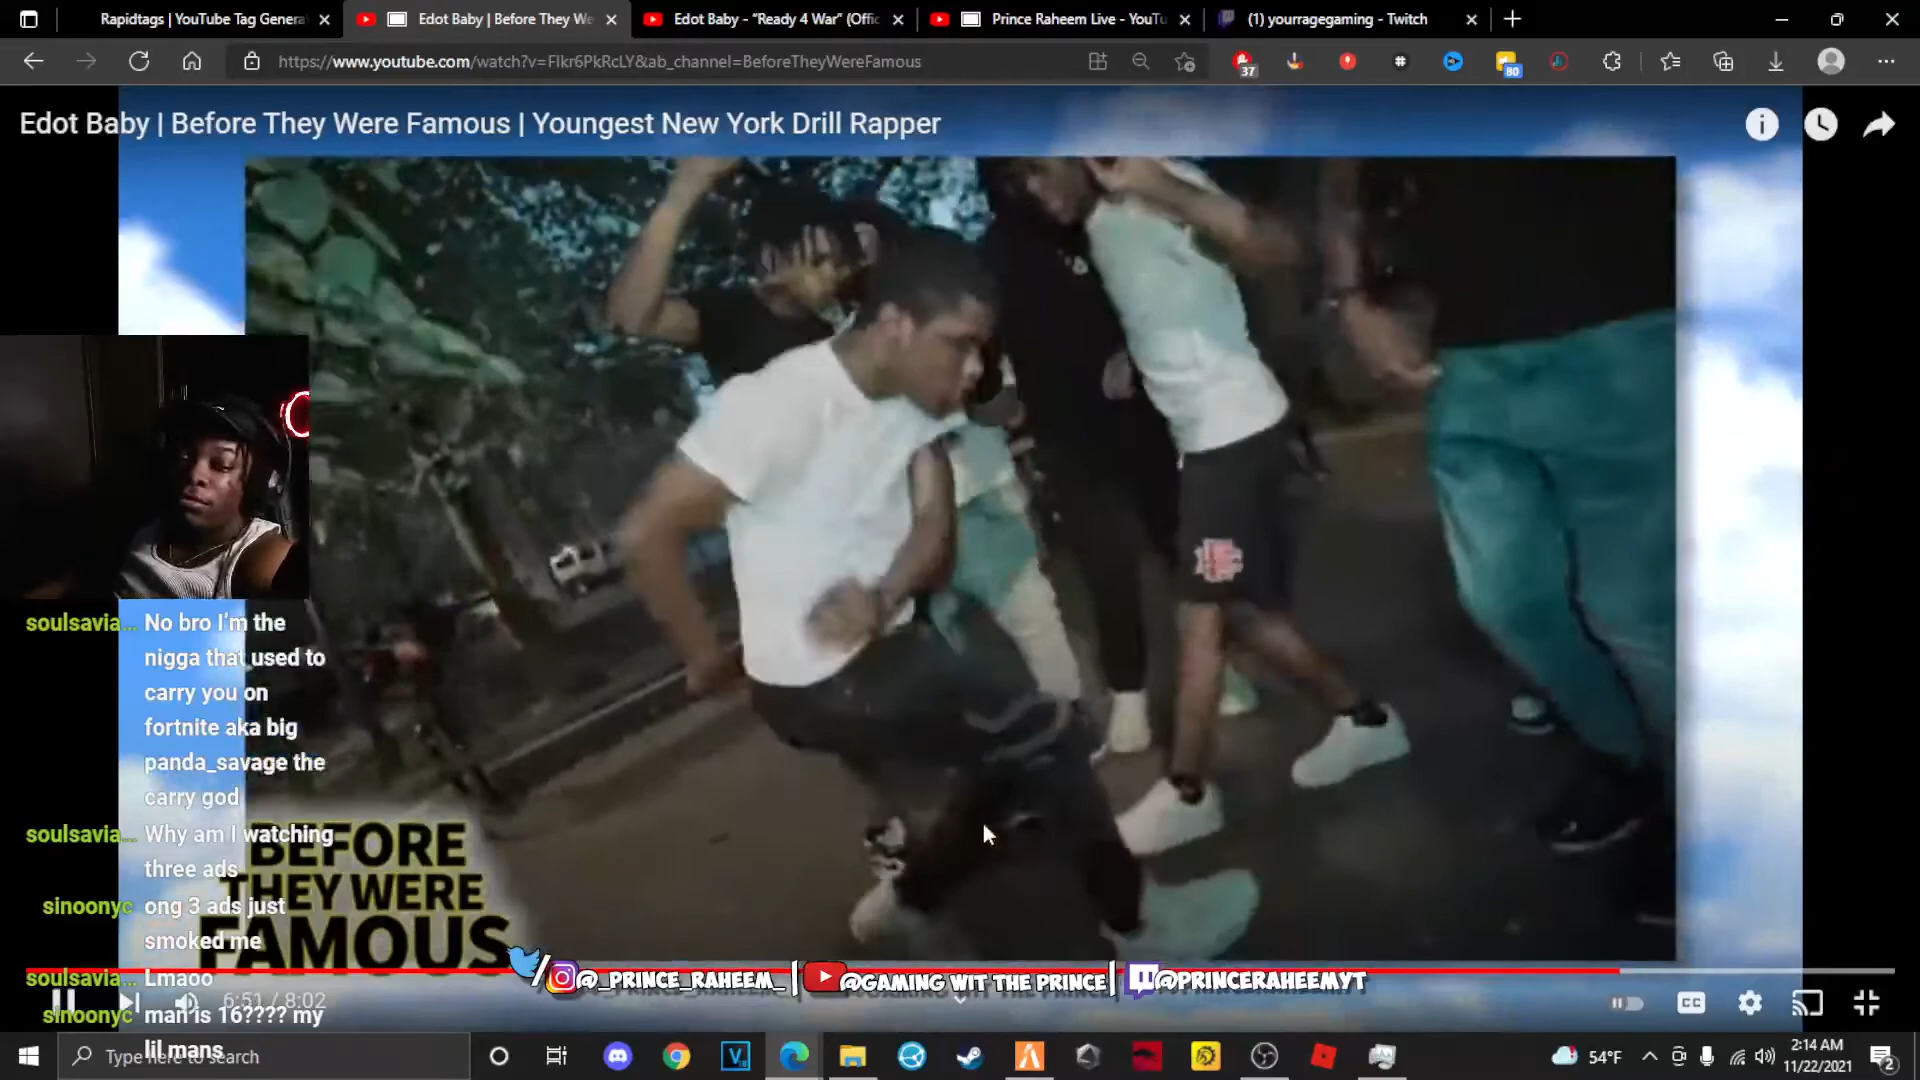 Rapidtags | YouTube Tag Genera
Edot Baby | Before They We
Edot Baby - "Ready 4 War" (Offic
Prince Raheem Live - YouTu
(1) yourragegaming - Twitch
https://www.youtube.com/watch?v=FIkr6PkRcLY&ab_channel=BeforeTheyWereFamous
37
80
Edot Baby | Before They Were Famous | Youngest New York Drill Rapper
soulsavia... No bro I'm the
nigga that used to
carry you on
fortnite aka big
panda_savage the
carry god
soulsavia... Why am I watching
three ads
sinoonyc ong 3 ads just
smoked me
soulsavia... Lmaoo
sinoonyc man is 16???? my
lil mans
BEFORE
THEY WERE
FAMOUS
@_PRINCE_RAHEEM_ | @GAMING WIT THE PRINCE | @PRINCERAHEEMYT
6:51 / 8:02
CC
Type here to search
54°F
2:14 AM
11/22/2021
2